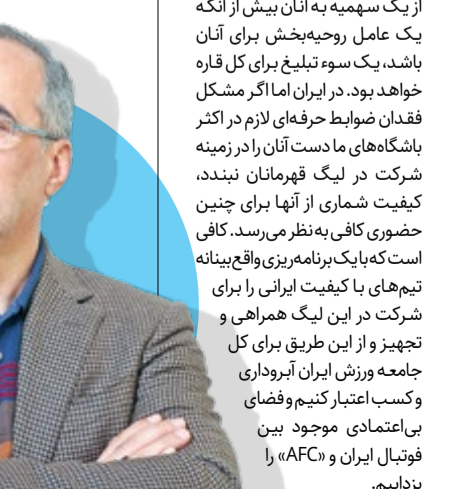 از یک سهمیه به آنان بیش از آنکه
یک عامل روحیه‌بخش برای آنان
باشد، یک سوء تبلیغ برای کل قاره
خواهد بود. در ایران اما اگر مشکل
فقدان ضوابط حرفه‌ای لازم در اکثر
باشگاه‌های ما دست آنان را در زمینه
شرکت در لیگ قهرمانان نبندد،
کیفیت شماری از آنها برای چنین
حضوری کافی به نظر می‌رسد. کافی
است که با یک برنامه‌ریزی واقع‌بینانه
تیم‌های با کیفیت ایرانی را برای
شرکت در این لیگ همراهی و
تجهیز و از این طریق برای کل
جامعه ورزش ایران آبروداری
و کسب اعتبار کنیم و فضای
بی‌اعتمادی موجود بین
فوتبال ایران و «AFC» را
بزداییم.